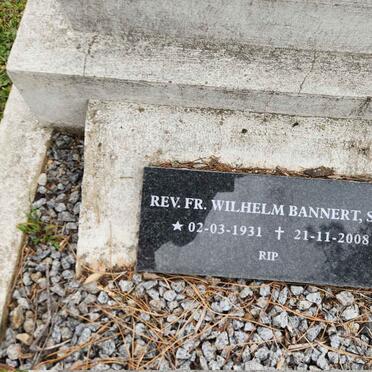 REV. FR. WILHELM BANNERT, S
★ 02-03-1931 † 21-11-2008
RIP